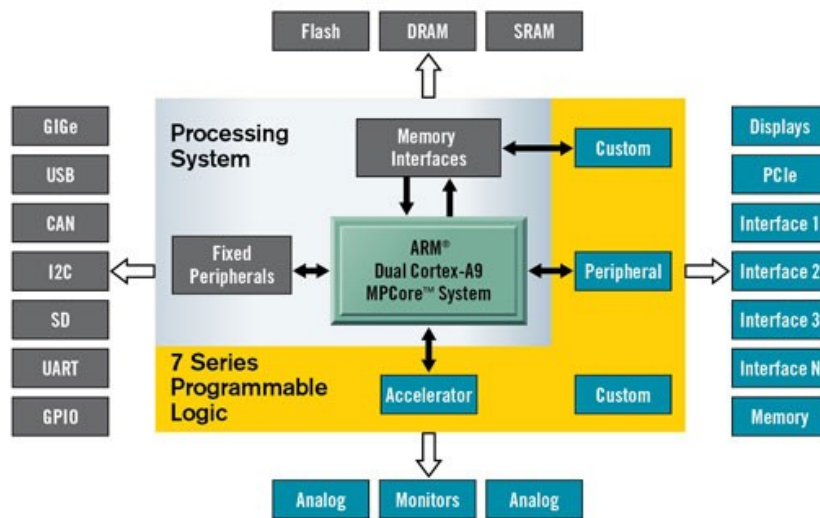 Flash
DRAM
SRAM
GIGe
USB
CAN
I2C
SD
UART
GPIO
Processing
System
Memory
Interfaces
Custom
Fixed
Peripherals
ARM®
Dual Cortex-A9
MPCore™ System
Peripheral
7 Series
Programmable
Logic
Accelerator
Custom
Displays
PCIe
Interface 1
Interface 2
Interface 3
Interface N
Memory
Analog
Monitors
Analog